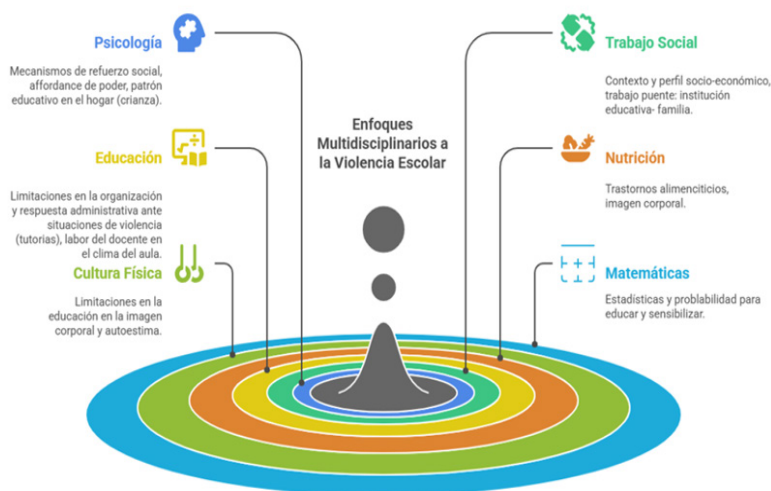 Psicología
Mecanismos de refuerzo social,
affordance de poder, patrón
educativo en el hogar (crianza).
Educación
Limitaciones en la organización
y respuesta administrativa ante
situaciones de violencia
(tutorias), labor del docente en
el clima del aula.
Cultura Física
Limitaciones en la
educación en la imagen
corporal y autoestima.
Enfoques
Multidisciplinarios a
la Violencia Escolar
Trabajo Social
Contexto y perfil socio-económico,
trabajo puente: institución
educativa- familia.
Nutrición
Trastornos alimenciticios,
imagen corporal.
Matemáticas
Estadísticas y problabilidad para
educar y sensibilizar.